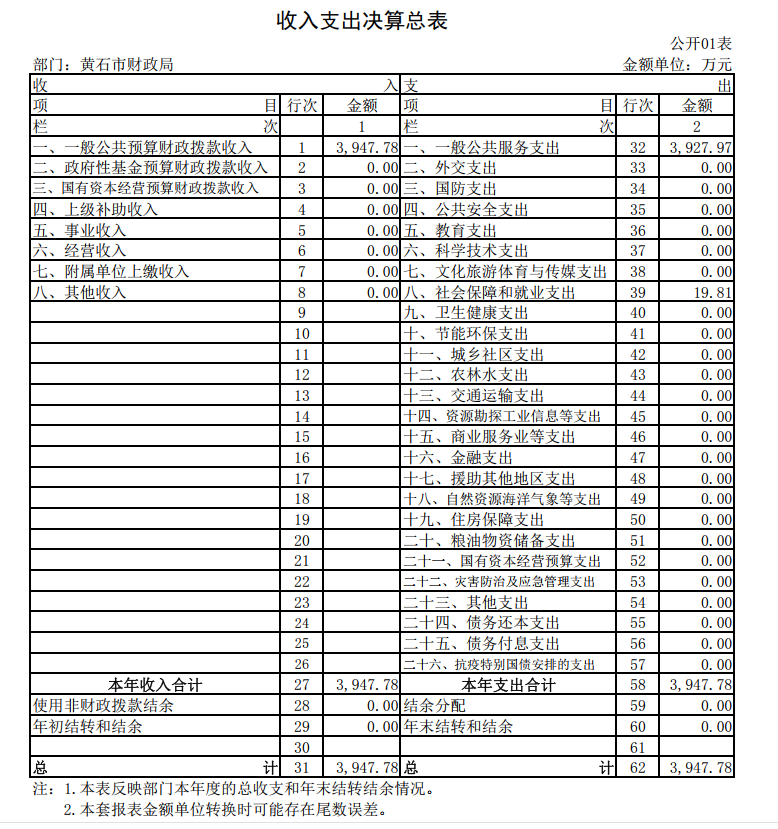 收入支出决算总表
公开01表
部门：黄石市财政局 金额单位：万元
收 入 支 出
项 目 行次 金额 项 目 行次 金额
栏 次 1 栏 次 2
一、一般公共预算财政拨款收入 1 3,947.78 一、一般公共服务支出 32 3,927.97
二、政府性基金预算财政拨款收入 2 0.00 二、外交支出 33 0.00
三、国有资本经营预算财政拨款收入 3 0.00 三、国防支出 34 0.00
四、上级补助收入 4 0.00 四、公共安全支出 35 0.00
五、事业收入 5 0.00 五、教育支出 36 0.00
六、经营收入 6 0.00 六、科学技术支出 37 0.00
七、附属单位上缴收入 7 0.00 七、文化旅游体育与传媒支出 38 0.00
八、其他收入 8 0.00 八、社会保障和就业支出 39 19.81
9 九、卫生健康支出 40 0.00
10 十、节能环保支出 41 0.00
11 十一、城乡社区支出 42 0.00
12 十二、农林水支出 43 0.00
13 十三、交通运输支出 44 0.00
14 十四、资源勘探工业信息等支出 45 0.00
15 十五、商业服务业等支出 46 0.00
16 十六、金融支出 47 0.00
17 十七、援助其他地区支出 48 0.00
18 十八、自然资源海洋气象等支出 49 0.00
19 十九、住房保障支出 50 0.00
20 二十、粮油物资储备支出 51 0.00
21 二十一、国有资本经营预算支出 52 0.00
22 二十二、灾害防治及应急管理支出 53 0.00
23 二十三、其他支出 54 0.00
24 二十四、债务还本支出 55 0.00
25 二十五、债务付息支出 56 0.00
26 二十六、抗疫特别国债安排的支出 57 0.00
本年收入合计 27 3,947.78 本年支出合计 58 3,947.78
使用非财政拨款结余 28 0.00 结余分配 59 0.00
年初结转和结余 29 0.00 年末结转和结余 60 0.00
30 61
总 计 31 3,947.78 总 计 62 3,947.78
注：1.本表反映部门本年度的总收支和年末结转结余情况。
2.本套报表金额单位转换时可能存在尾数误差。